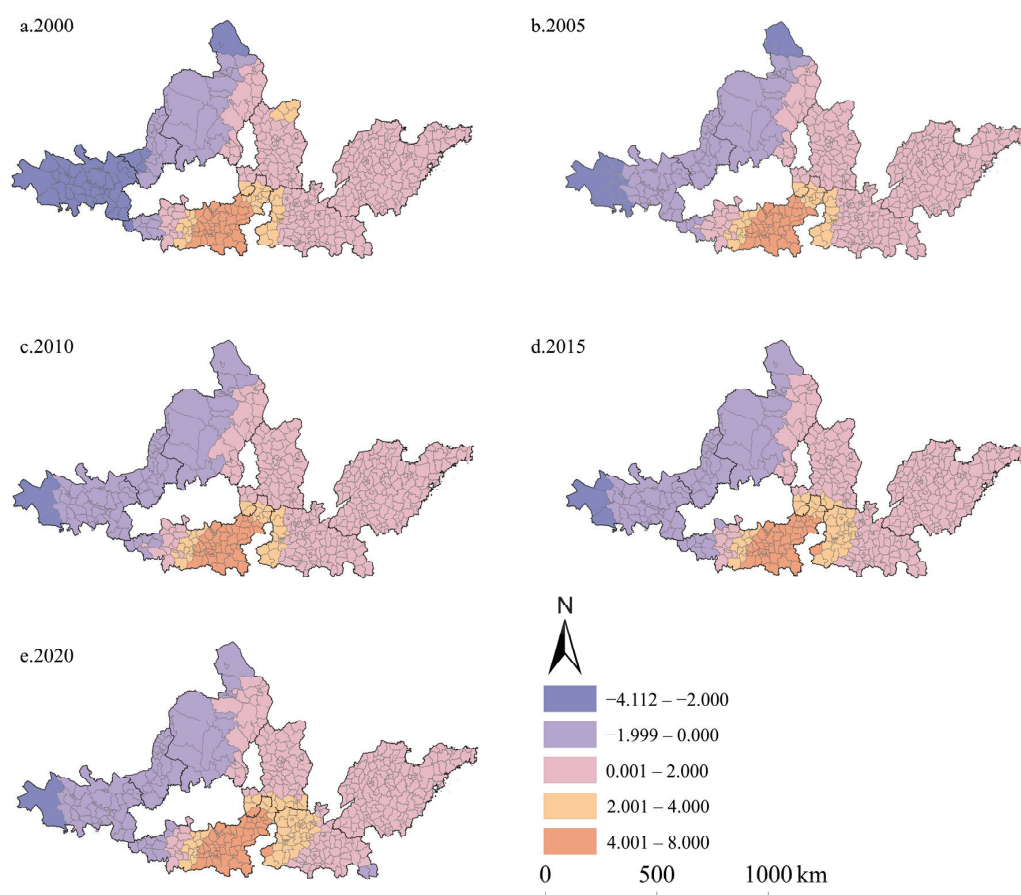 a.2000
b.2005
c.2010
d.2015
e.2020
N
−4.112 – −2.000
1.999 – 0.000
0.001 – 2.000
2.001 – 4.000
4.001 – 8.000
0 500 1000 km